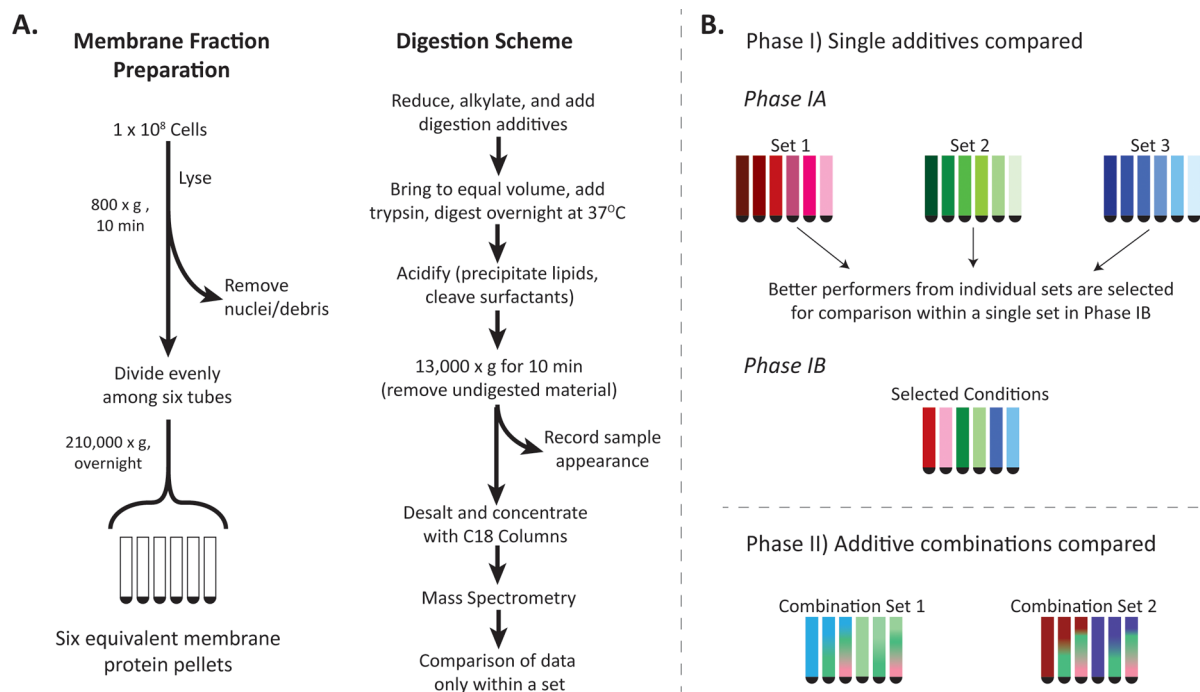 A.
Membrane Fraction
Preparation
1 x 10⁸ Cells
Lyse
800 x g ,
10 min
Remove
nuclei/debris
Divide evenly
among six tubes
210,000 x g,
overnight
Six equivalent membrane
protein pellets
Digestion Scheme
Reduce, alkylate, and add
digestion additives
Bring to equal volume, add
trypsin, digest overnight at 37⁰C
Acidify (precipitate lipids,
cleave surfactants)
13,000 x g for 10 min
(remove undigested material)
Record sample
appearance
Desalt and concentrate
with C18 Columns
Mass Spectrometry
Comparison of data
only within a set
B.
Phase I) Single additives compared
Phase IA
Set 1
Set 2
Set 3
Better performers from individual sets are selected
for comparison within a single set in Phase IB
Phase IB
Selected Conditions
Phase II) Additive combinations compared
Combination Set 1
Combination Set 2